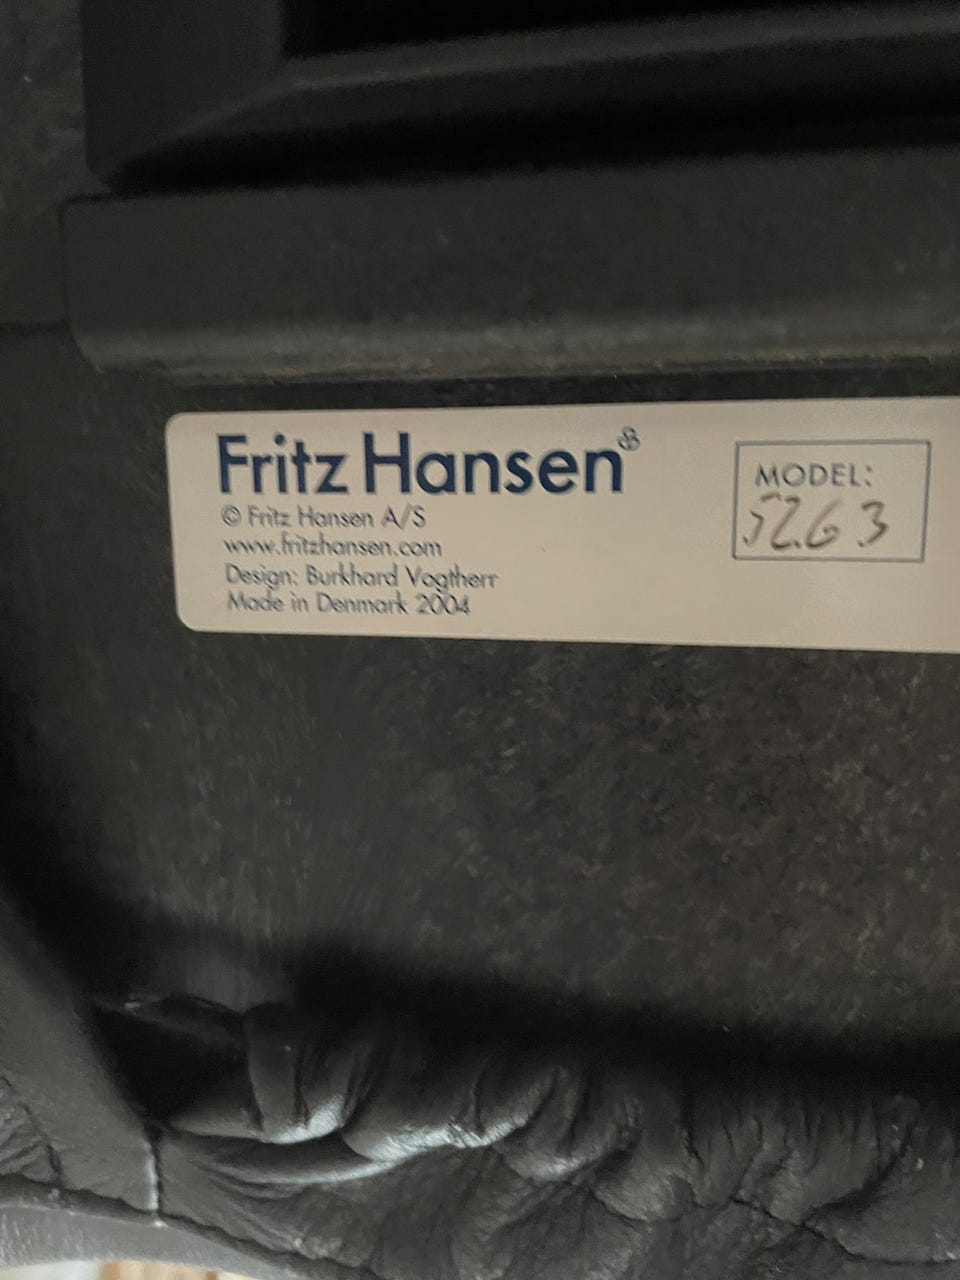 Fritz Hansen
© Fritz Hansen A/S
www.fritzhansen.com
Design: Burkhard Vogtherr
Made in Denmark 2004
MODEL:
5263